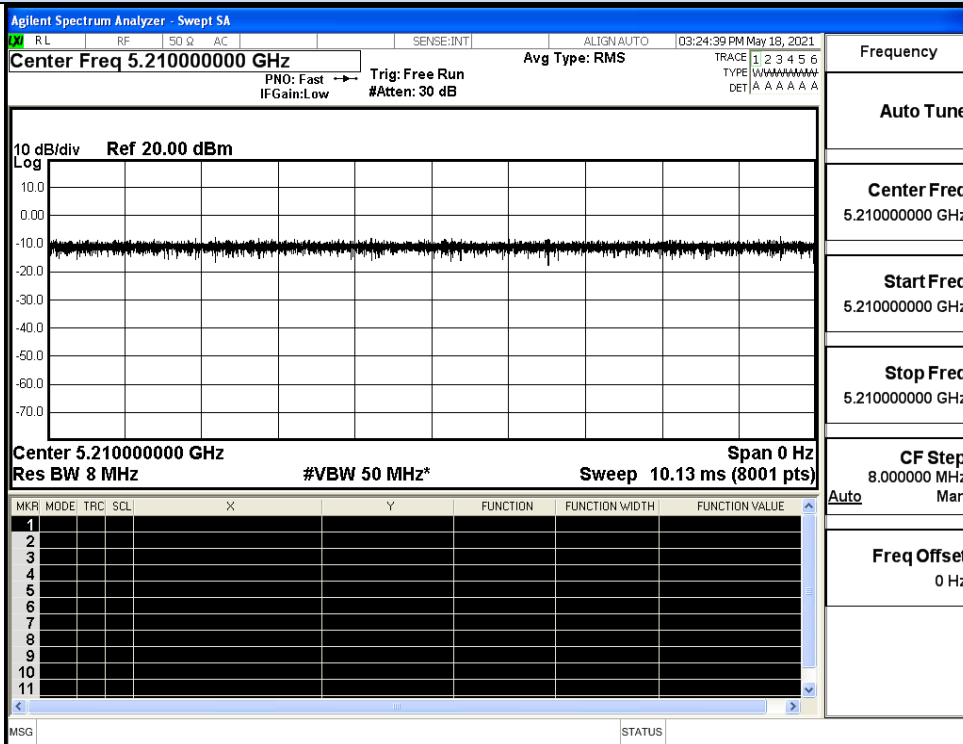 Agilent Spectrum Analyzer - Swept SA
LXI RL RF 50 Ω AC SENSE:INT ALIGN AUTO 03:24:39 PM May 18, 2021
Center Freq 5.210000000 GHz
PNO: Fast
IFGain:Low
Trig: Free Run
#Atten: 30 dB
Avg Type: RMS
TRACE 1 2 3 4 5 6
TYPE W
DET A A A A A A
10 dB/div Ref 20.00 dBm
Log
10.0
0.00
-10.0
-20.0
-30.0
-40.0
-50.0
-60.0
-70.0
Center 5.210000000 GHz Span 0 Hz
Res BW 8 MHz #VBW 50 MHz* Sweep 10.13 ms (8001 pts)
MKR MODE TRC SCL X Y FUNCTION FUNCTION WIDTH FUNCTION VALUE
1
2
3
4
5
6
7
8
9
10
11
MSG STATUS
Frequency
Auto Tune
Center Freq
5.210000000 GHz
Start Freq
5.210000000 GHz
Stop Freq
5.210000000 GHz
CF Step
8.000000 MHz
Auto Man
Freq Offset
0 Hz